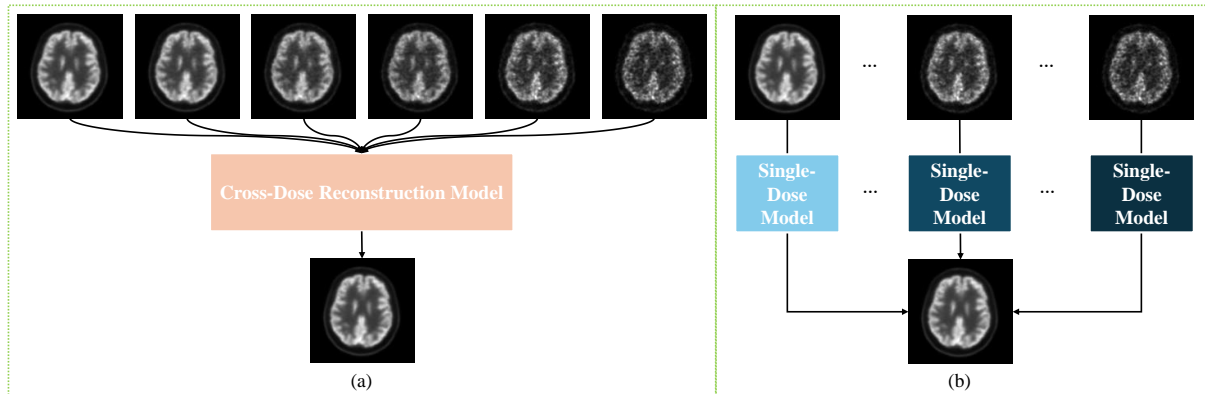 Cross-Dose Reconstruction Model
(a)
...
...
Single-
Dose
Model
...
Single-
Dose
Model
...
Single-
Dose
Model
(b)